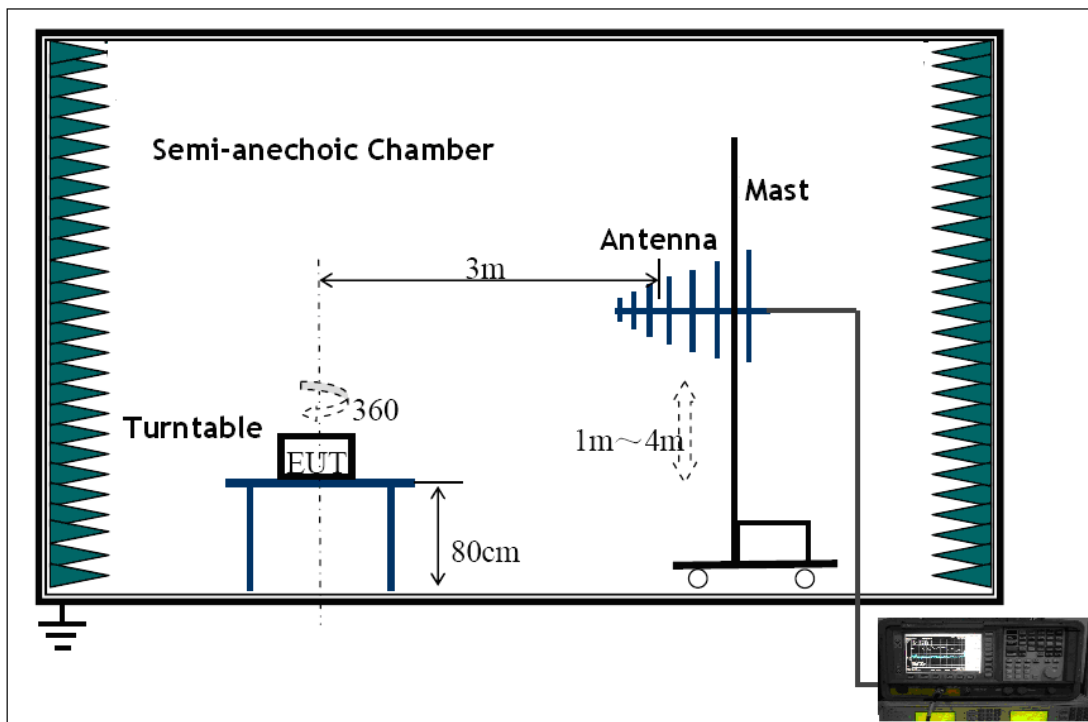 Semi-anechoic Chamber
Mast
Antenna
3m
360
Turntable
1m～4m
EUT
80cm